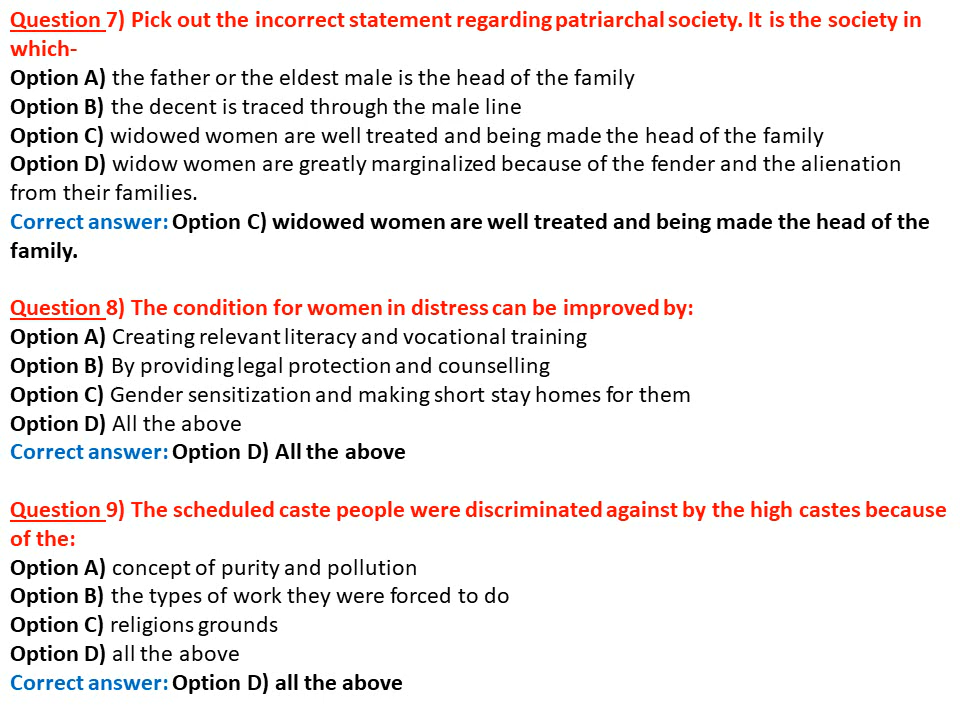 Question 7) Pick out the incorrect statement regarding patriarchal society. It is the society in
which-
Option A) the father or the eldest male is the head of the family
Option B) the decent is traced through the male line
Option C) widowed women are well treated and being made the head of the family
Option D) widow women are greatly marginalized because of the fender and the alienation
from their families.
Correct answer: Option C) widowed women are well treated and being made the head of the
family.
Question 8) The condition for women in distress can be improved by:
Option A) Creating relevant literacy and vocational training
Option B) By providing legal protection and counselling
Option C) Gender sensitization and making short stay homes for them
Option D) All the above
Correct answer: Option D) All the above
Question 9) The scheduled caste people were discriminated against by the high castes because
of the:
Option A) concept of purity and pollution
Option B) the types of work they were forced to do
Option C) religions grounds
Option D) all the above
Correct answer: Option D) all the above